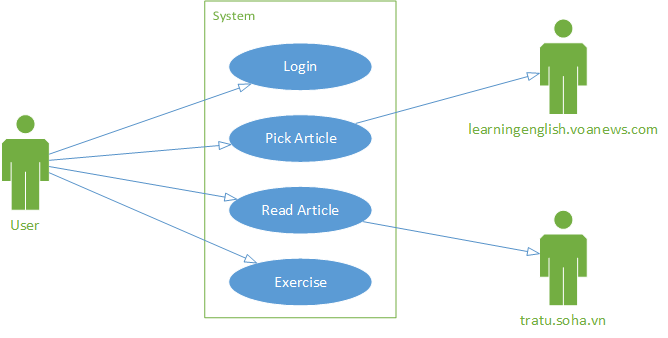 System
Login
Pick Article
learningenglish.voanews.com
Read Article
User
Exercise
tratu.soha.vn